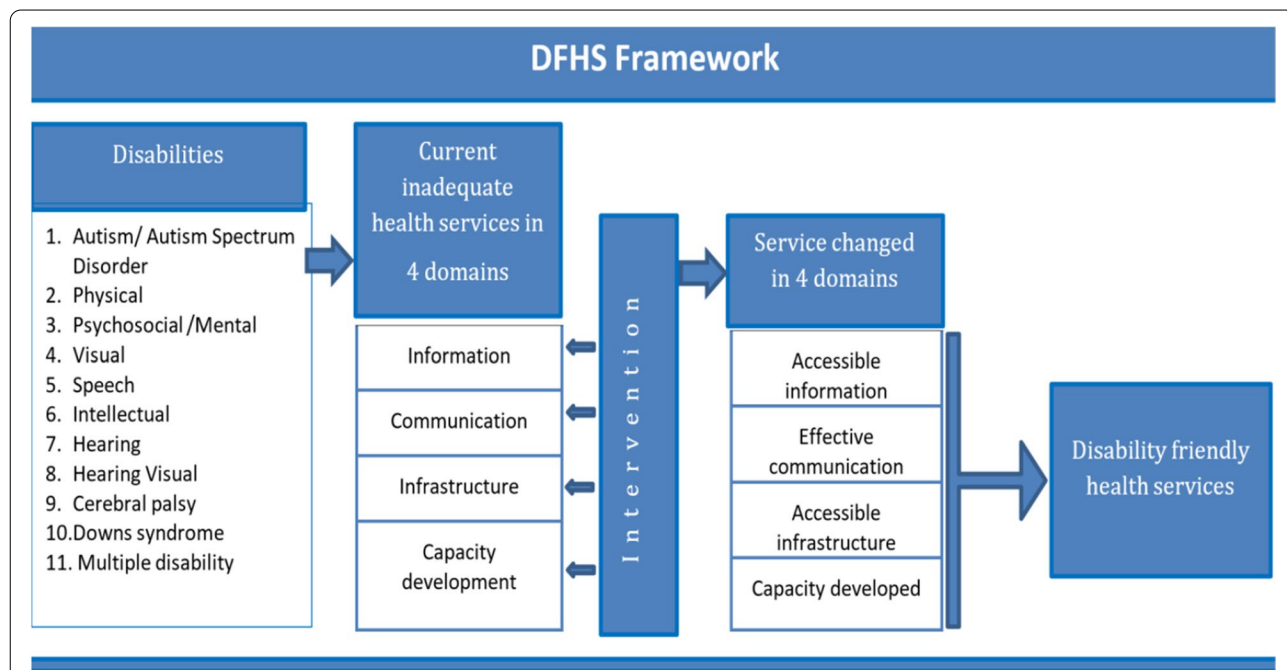 DFHS Framework
Disabilities
1. Autism/ Autism Spectrum
Disorder
2. Physical
3. Psychosocial /Mental
4. Visual
5. Speech
6. Intellectual
7. Hearing
8. Hearing Visual
9. Cerebral palsy
10.Downs syndrome
11. Multiple disability
Current
inadequate
health services in
4 domains
Information
Communication
Infrastructure
Capacity
development
Intervention
Service changed
in 4 domains
Accessible
information
Effective
communication
Accessible
infrastructure
Capacity developed
Disability friendly
health services